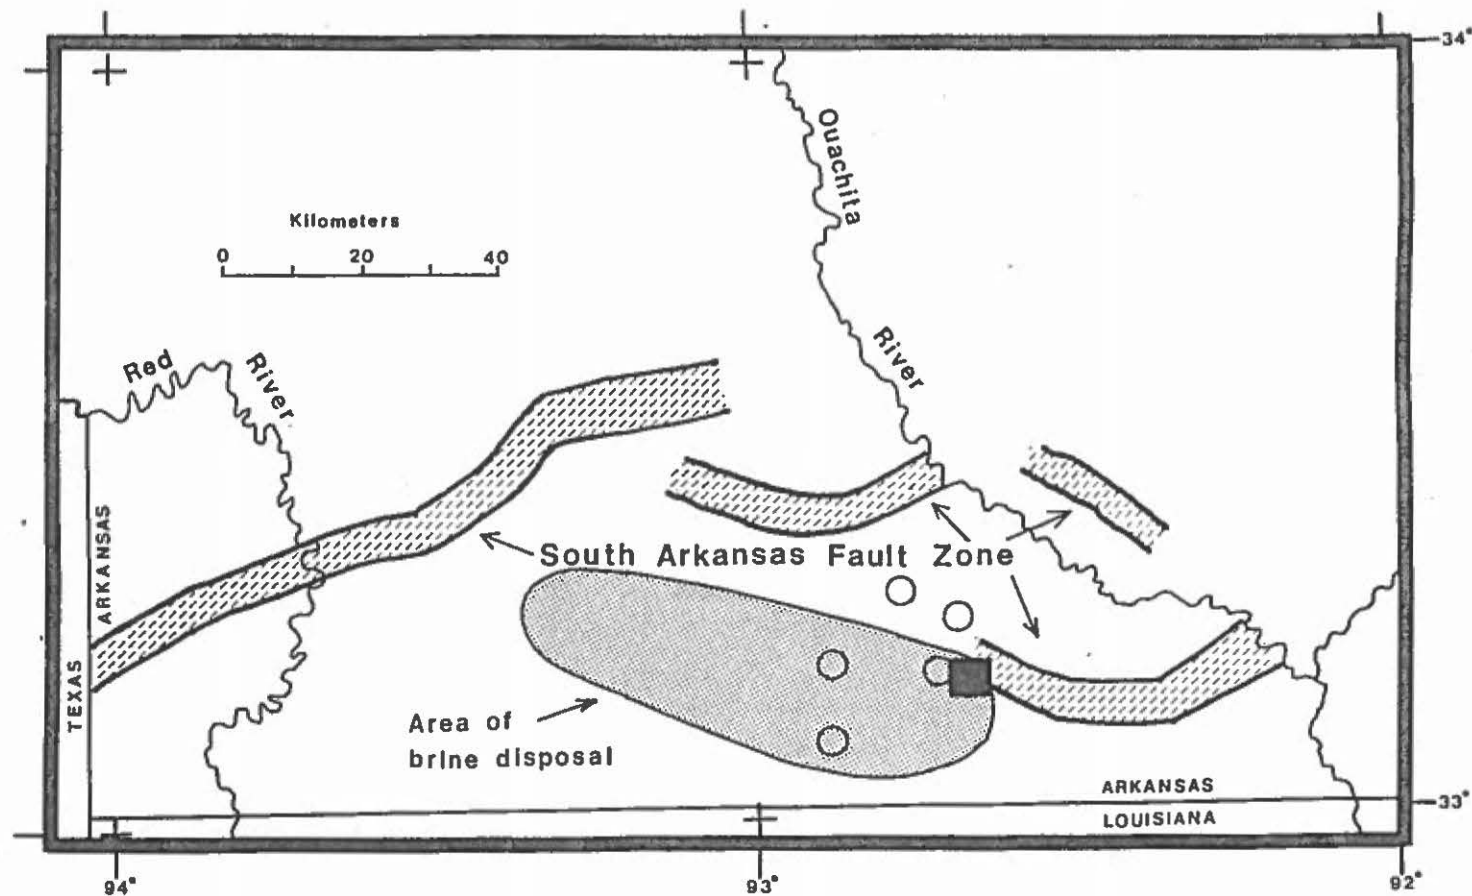 34°
Ouachita
River
Kilometers
0 20 40
Red
River
South Arkansas Fault Zone
ARKANSAS
TEXAS
Area of
brine disposal
ARKANSAS
LOUISIANA
33°
94° 93° 92°